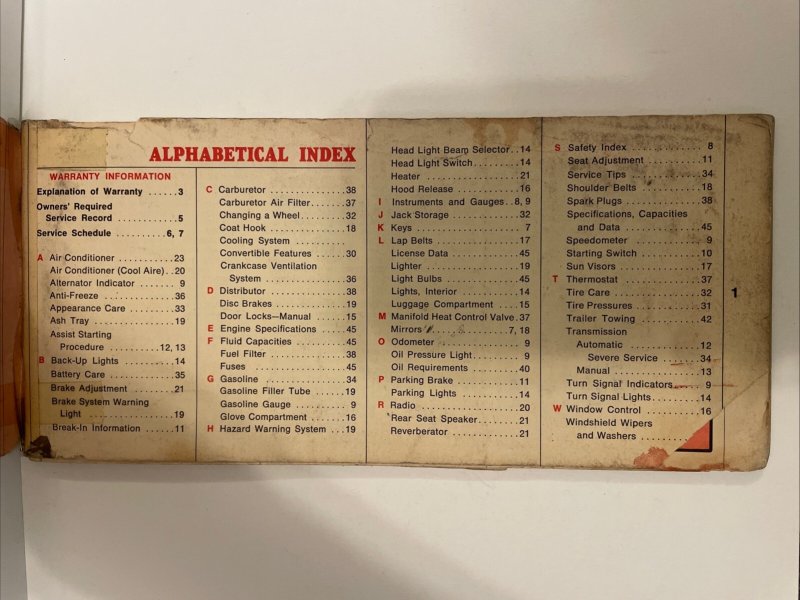 ALPHABETICAL INDEX
WARRANTY INFORMATION
Explanation of Warranty ......3
Owners' Required
Service Record ............5
Service Schedule ..........6, 7
A Air Conditioner ............23
Air Conditioner (Cool Aire)..20
Alternator Indicator ....... 9
Anti-Freeze ...............36
Appearance Care ...........33
Ash Tray .................19
Assist Starting
Procedure ...........12, 13
B Back-Up Lights ...........14
Battery Care ..............35
Brake Adjustment ..........21
Brake System Warning
Light .................19
Break-In Information ......11
C Carburetor ................38
Carburetor Air Filter.......37
Changing a Wheel..........32
Coat Hook ................18
Cooling System ..........
Convertible Features .......30
Crankcase Ventilation
System .................36
D Distributor ................38
Disc Brakes ...............19
Door Locks—Manual .......15
E Engine Specifications ......45
F Fluid Capacities ...........45
Fuel Filter ................38
Fuses ...................45
G Gasoline .................34
Gasoline Filler Tube .......19
Gasoline Gauge ........... 9
Glove Compartment ........16
H Hazard Warning System ...19
Head Light Beam Selector..14
Head Light Switch.........14
Heater ...................21
Hood Release .............16
I Instruments and Gauges..8, 9
J Jack Storage ..............32
K Keys ..................... 7
L Lap Belts .................17
License Data ..............45
Lighter ...................19
Light Bulbs ...............45
Lights, Interior ............14
Luggage Compartment .....15
M Manifold Heat Control Valve.37
Mirrors ................7, 18
O Odometer ................. 9
Oil Pressure Light.......... 9
Oil Requirements ..........40
P Parking Brake .............11
Parking Lights ............14
R Radio ....................20
Rear Seat Speaker.........21
Reverberator ..............21
S Safety Index .............. 8
Seat Adjustment ...........11
Service Tips ...............34
Shoulder Belts .............18
Spark Plugs ...............38
Specifications, Capacities
and Data ................45
Speedometer .............. 9
Starting Switch ............10
Sun Visors ................17
T Thermostat ................37
Tire Care .................32
Tire Pressures .............31
Trailer Towing .............42
Transmission
Automatic ...............12
Severe Service ........34
Manual .................13
Turn Signal Indicators...... 9
Turn Signal Lights..........14
W Window Control ...........16
Windshield Wipers
and Washers ...........
1